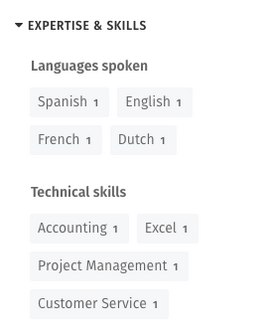 EXPERTISE & SKILLS
Languages spoken
Spanish 1 English 1
French 1 Dutch 1
Technical skills
Accounting 1 Excel 1
Project Management 1
Customer Service 1